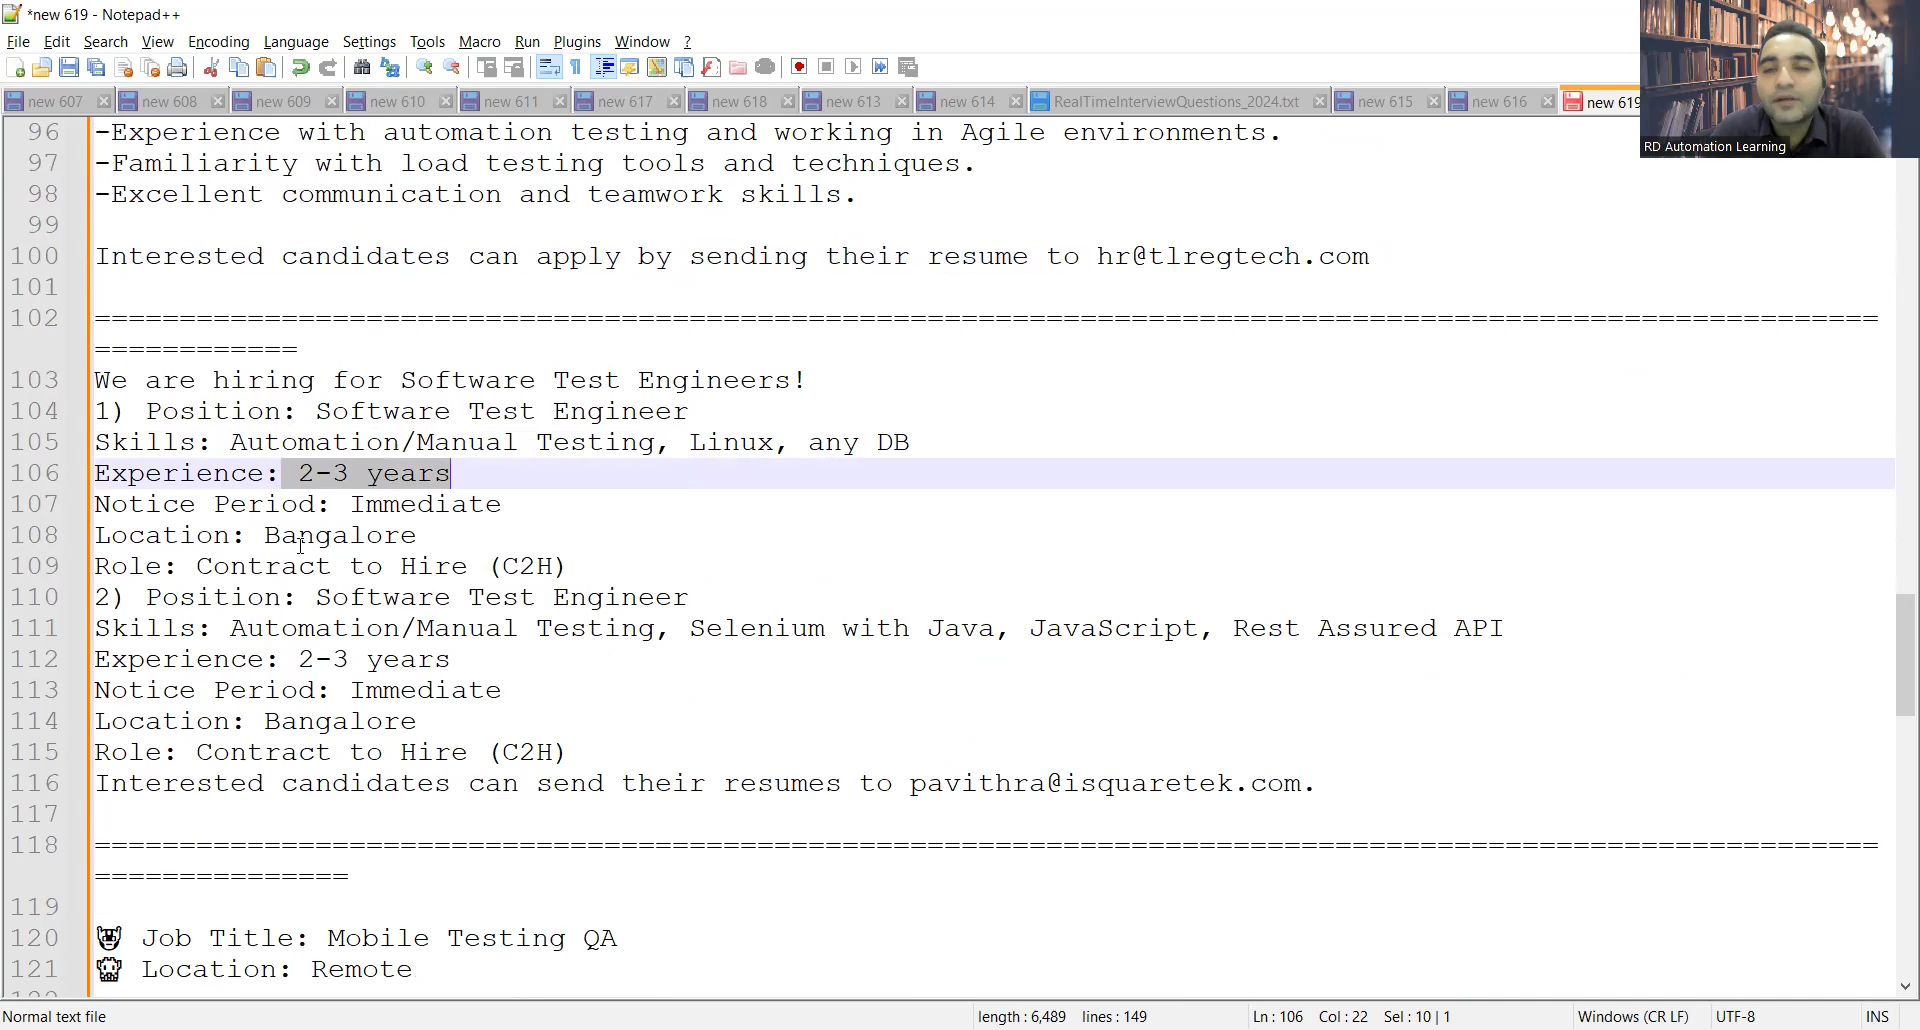 *new 619 - Notepad++
File Edit Search View Encoding Language Settings Tools Macro Run Plugins Window ?
new 607 new 608 new 609 new 610 new 611 new 617 new 618 new 613 new 614 RealTimeInterviewQuestions_2024.txt new 615 new 616 new 619
RD Automation Learning
96 -Experience with automation testing and working in Agile environments.
97 -Familiarity with load testing tools and techniques.
98 -Excellent communication and teamwork skills.
99
100 Interested candidates can apply by sending their resume to hr@tlregtech.com
101
102 =========================================================================================================
============
103 We are hiring for Software Test Engineers!
104 1) Position: Software Test Engineer
105 Skills: Automation/Manual Testing, Linux, any DB
106 Experience: 2-3 years
107 Notice Period: Immediate
108 Location: Bangalore
109 Role: Contract to Hire (C2H)
110 2) Position: Software Test Engineer
111 Skills: Automation/Manual Testing, Selenium with Java, JavaScript, Rest Assured API
112 Experience: 2-3 years
113 Notice Period: Immediate
114 Location: Bangalore
115 Role: Contract to Hire (C2H)
116 Interested candidates can send their resumes to pavithra@isquaretek.com.
117
118 =========================================================================================================
===============
119
120 Job Title: Mobile Testing QA
121 Location: Remote
Normal text file length : 6,489 lines : 149 Ln : 106 Col : 22 Sel : 10 | 1 Windows (CR LF) UTF-8 INS